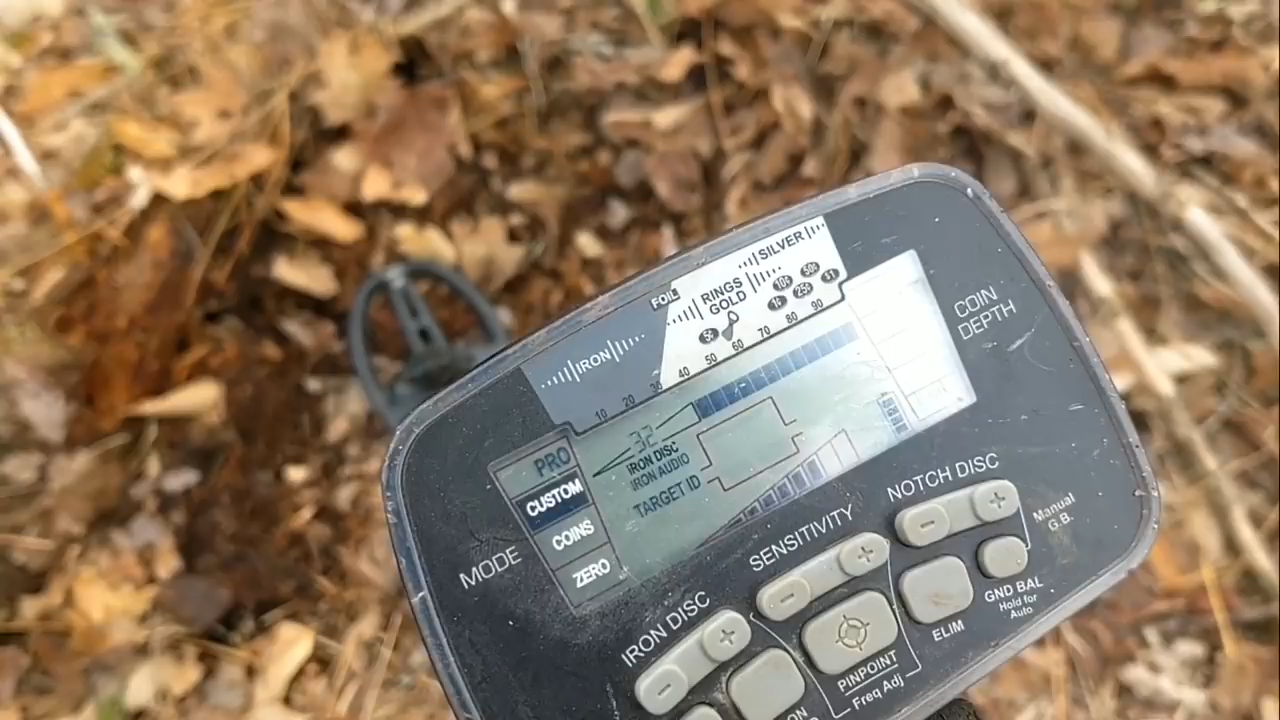 SILVER
FOIL
RINGS
GOLD
10¢ 50¢
1¢ 25¢ $1
5¢
IRON
10 20 30 40 50 60 70 80 90
COIN
DEPTH
32
IRON DISC
IRON AUDIO
TARGET ID
PRO
CUSTOM
COINS
ZERO
MODE
NOTCH DISC
- +
Manual
G.B.
SENSITIVITY
- +
GND BAL
Hold for
Auto
ELIM
IRON DISC
- +
PINPOINT
Freq Adj